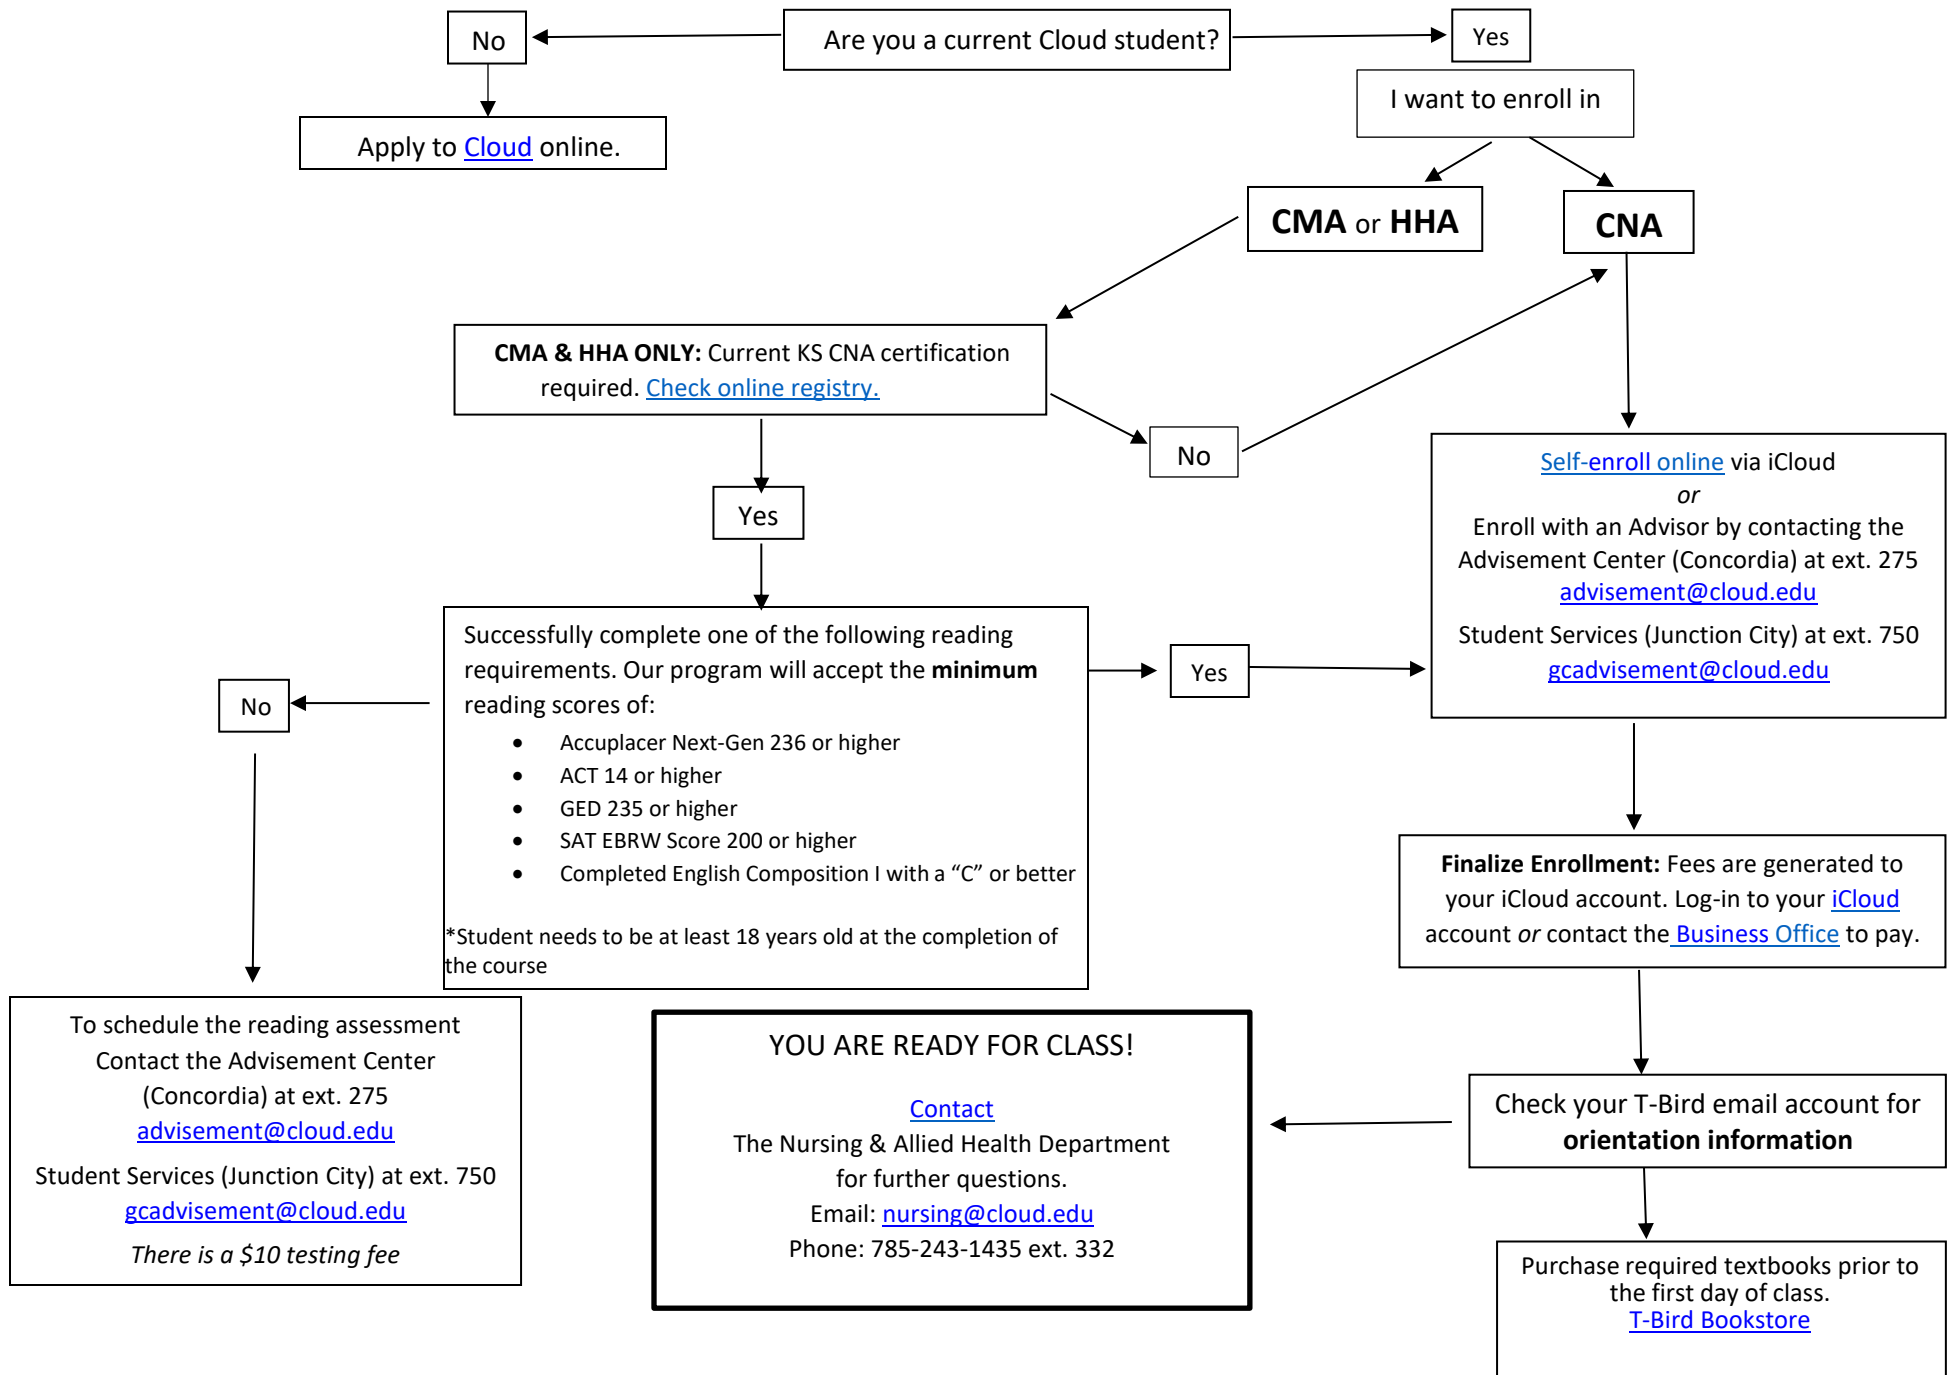 No
Are you a current Cloud student?
Yes
I want to enroll in
Apply to Cloud online.
CMA or HHA
CNA
CMA & HHA ONLY: Current KS CNA certification
required. Check online registry.
No
Yes
Self-enroll online via iCloud
or
Enroll with an Advisor by contacting the
Advisement Center (Concordia) at ext. 275
advisement@cloud.edu
Student Services (Junction City) at ext. 750
gcadvisement@cloud.edu
Successfully complete one of the following reading
requirements. Our program will accept the minimum
reading scores of:
• Accuplacer Next-Gen 236 or higher
• ACT 14 or higher
• GED 235 or higher
• SAT EBRW Score 200 or higher
• Completed English Composition I with a “C” or better
*Student needs to be at least 18 years old at the completion of
the course
Yes
No
Finalize Enrollment: Fees are generated to
your iCloud account. Log-in to your iCloud
account or contact the Business Office to pay.
To schedule the reading assessment
Contact the Advisement Center
(Concordia) at ext. 275
advisement@cloud.edu
Student Services (Junction City) at ext. 750
gcadvisement@cloud.edu
There is a $10 testing fee
YOU ARE READY FOR CLASS!
Contact
The Nursing & Allied Health Department
for further questions.
Email: nursing@cloud.edu
Phone: 785-243-1435 ext. 332
Check your T-Bird email account for
orientation information
Purchase required textbooks prior to
the first day of class.
T-Bird Bookstore